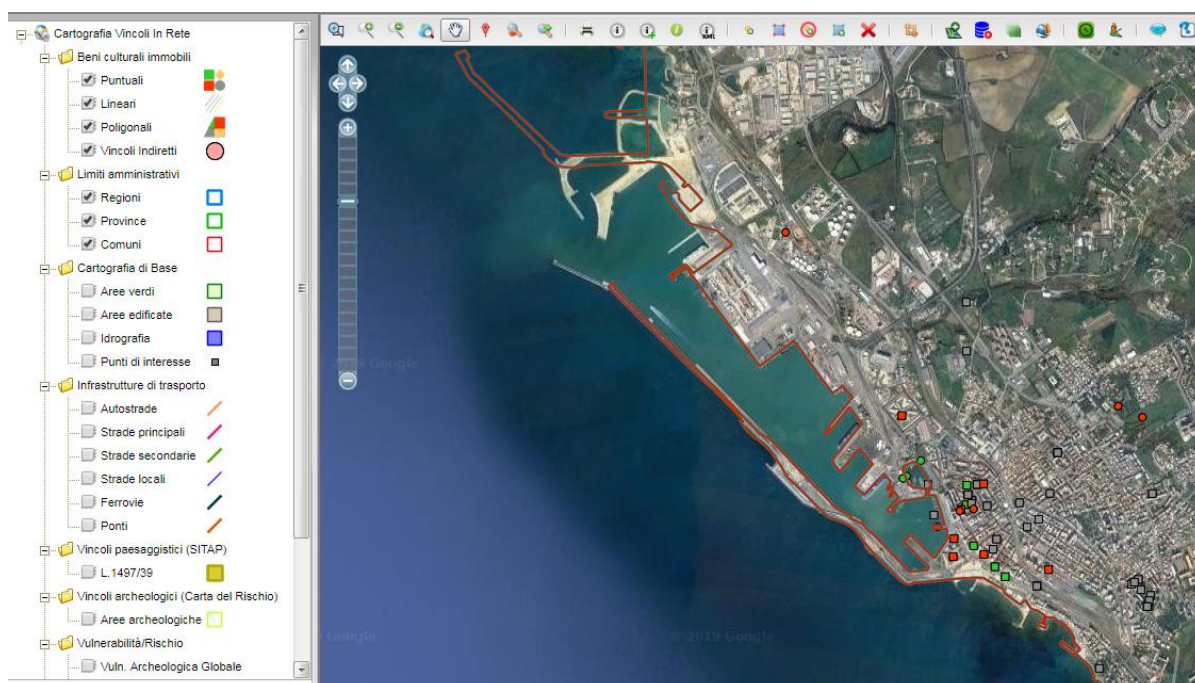 Cartografia Vincoli In Rete
Beni culturali immobili
Puntuali
Lineari
Poligonali
Vincoli Indiretti
Limiti amministrativi
Regioni
Province
Comuni
Cartografia di Base
Aree verdi
Aree edificate
Idrografia
Punti di interesse
Infrastrutture di trasporto
Autostrade
Strade principali
Strade secondarie
Strade locali
Ferrovie
Ponti
Vincoli paesaggistici (SITAP)
L.1497/39
Vincoli archeologici (Carta del Rischio)
Aree archeologiche
Vulnerabilità/Rischio
Vuln. Archeologica Globale
Google
Google
© 2019 Google